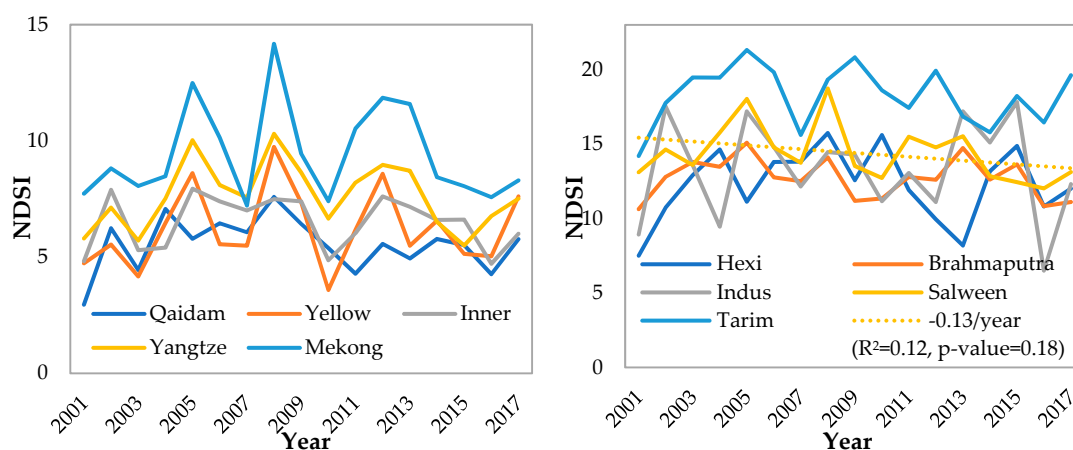 15
10
5
0
NDSI
2001
2003
2005
2007
2009
2011
2013
2015
2017
Year
Qaidam Yellow Inner
Yangtze Mekong
20
15
10
5
0
NDSI
2001
2003
2005
2007
2009
2011
2013
2015
2017
Year
Hexi Brahmaputra
Indus Salween
Tarim -0.13/year
(R²=0.12, p-value=0.18)